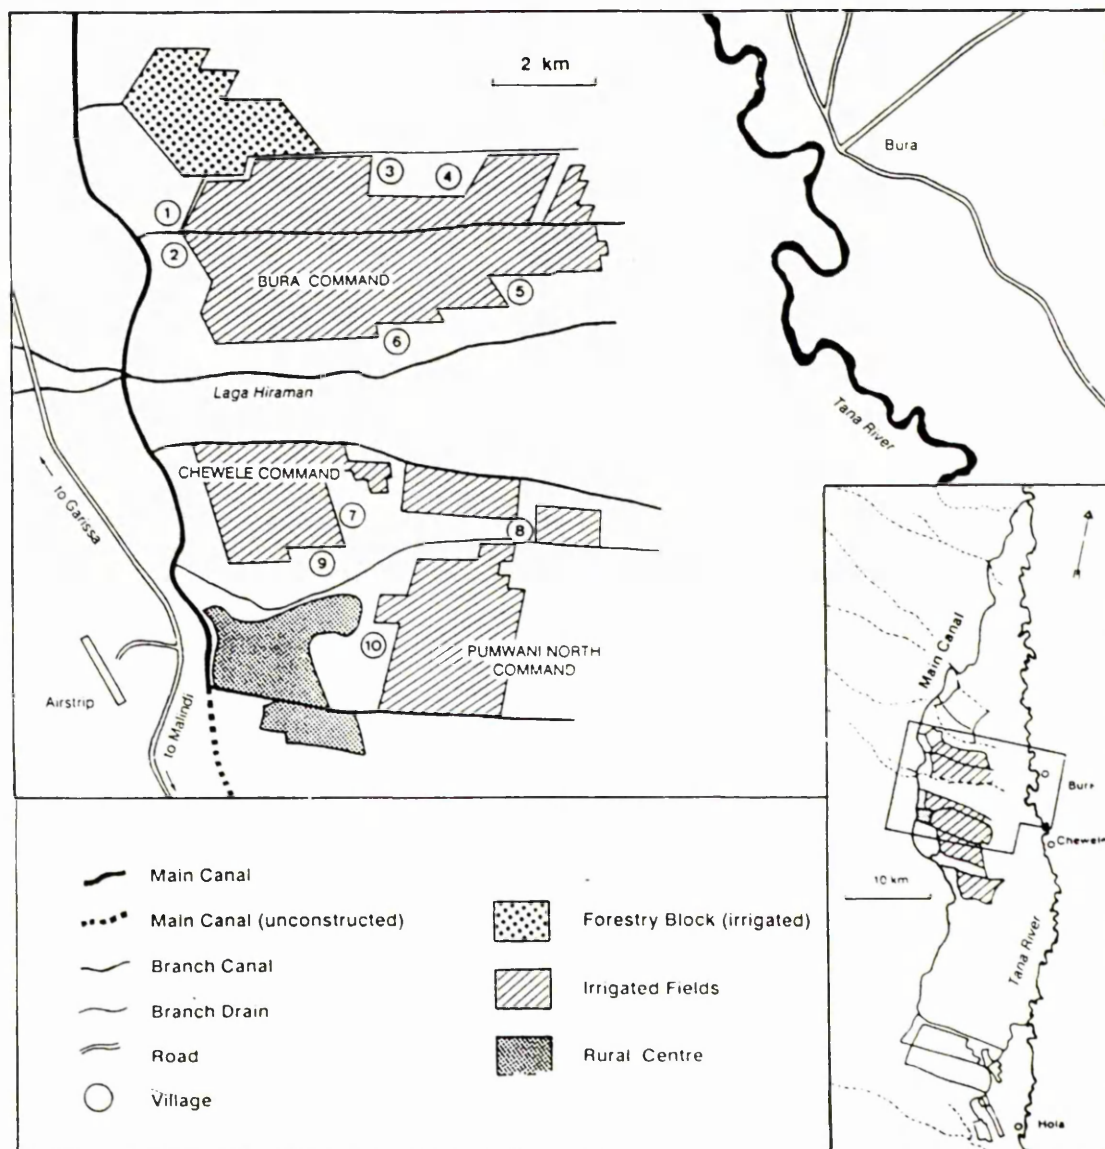 2 km
Bura
3
4
1
2
BURA COMMAND
5
6
Laga Hiraman
Tana River
CHEWELE COMMAND
to Garissa
7
8
9
10
PUMWANI NORTH
COMMAND
Airstrip
to Malindi
Main Canal
Bura
Chewele
10 km
Tana River
Hola
Main Canal
Main Canal (unconstructed)
Branch Canal
Branch Drain
Road
Village
Forestry Block (irrigated)
Irrigated Fields
Rural Centre